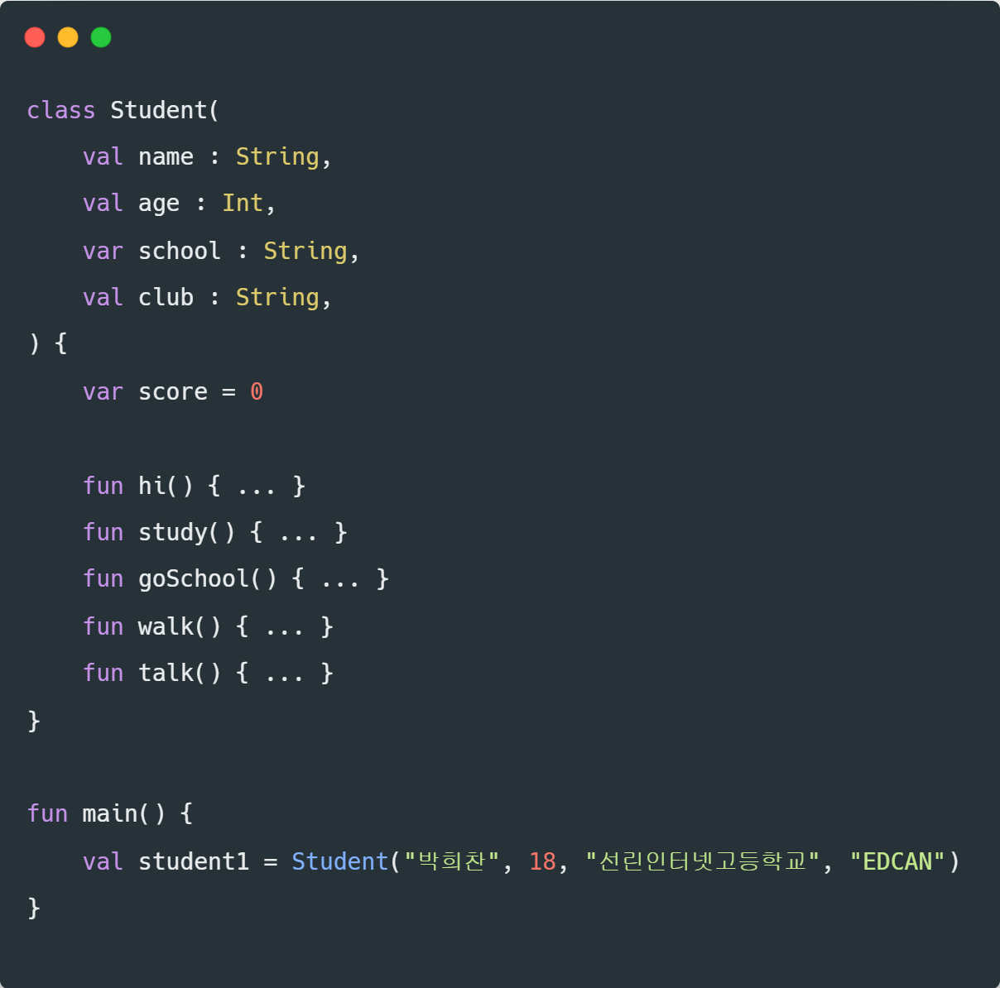 class Student(
    val name : String,
    val age : Int,
    var school : String,
    val club : String,
) {
    var score = 0
    fun hi() { ... }
    fun study() { ... }
    fun goSchool() { ... }
    fun walk() { ... }
    fun talk() { ... }
}
fun main() {
    val student1 = Student("박희찬", 18, "선린인터넷고등학교", "EDCAN")
}